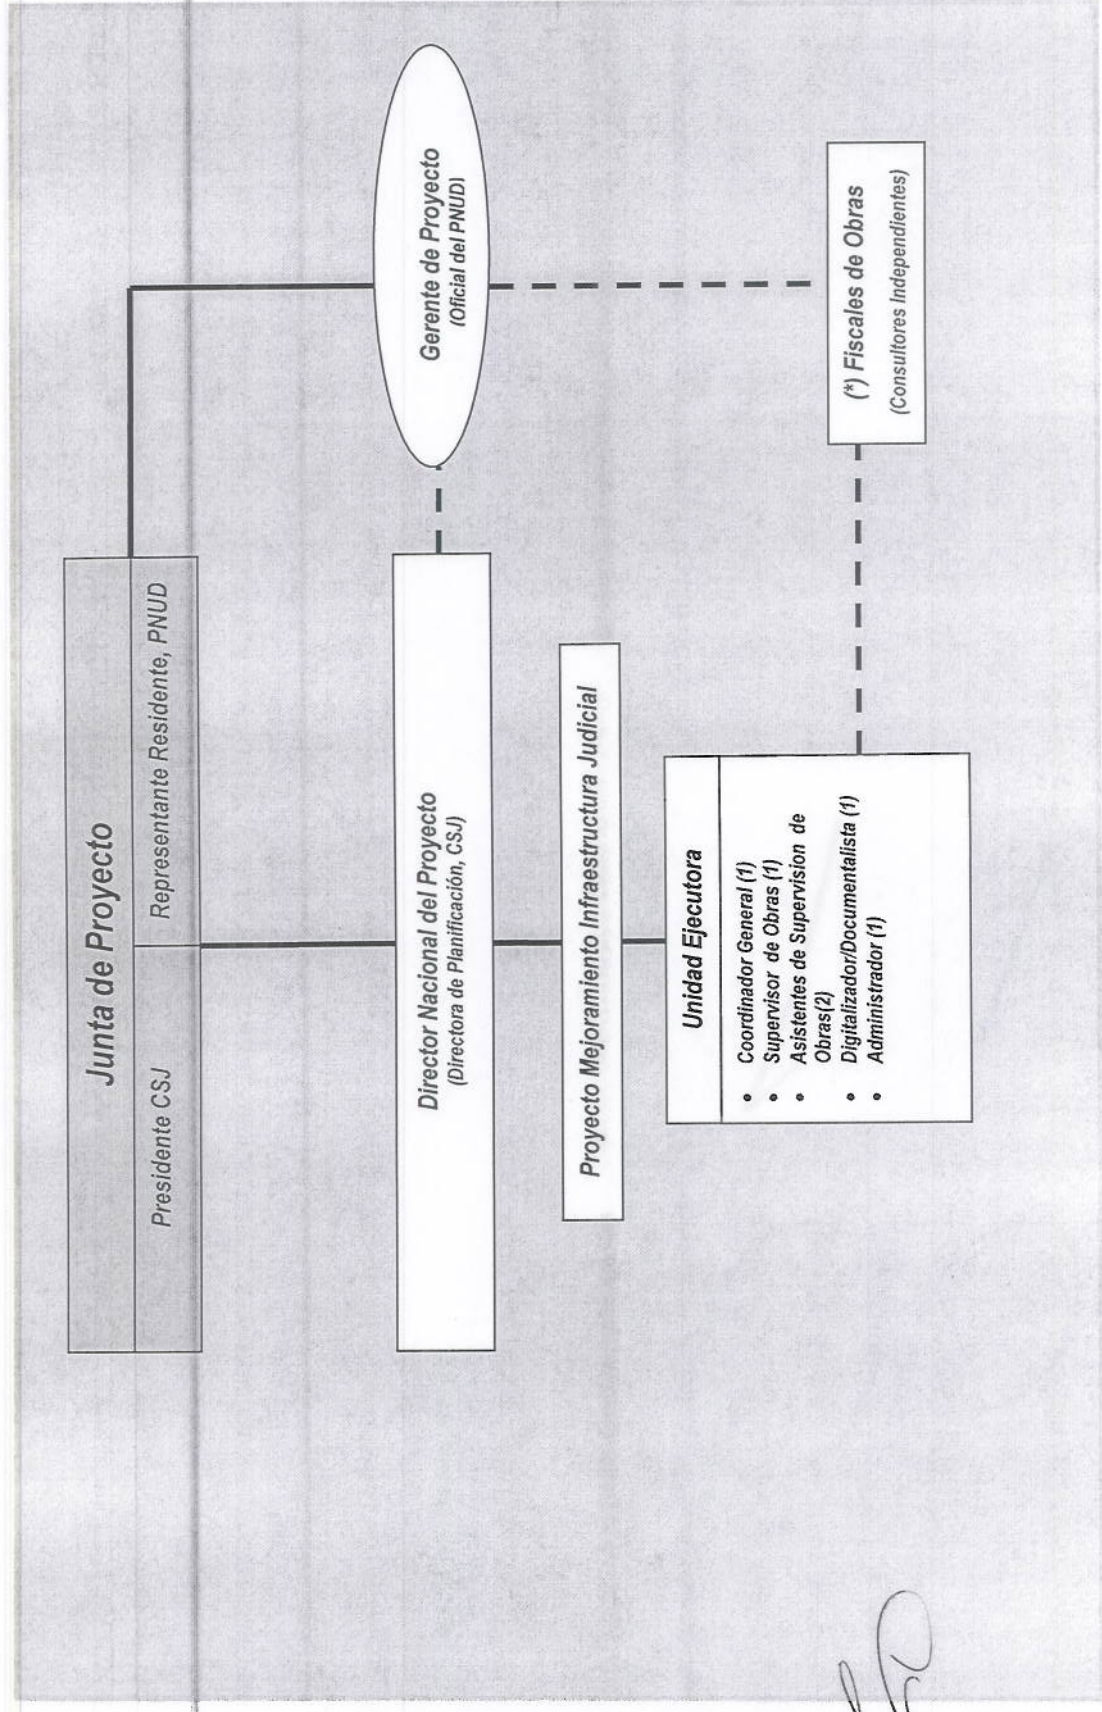 Junta de Proyecto
Presidente CSJ
Representante Residente, PNUD
Director Nacional del Proyecto
(Directora de Planificación, CSJ)
Gerente de Proyecto
(Oficial del PNUD)
Proyecto Mejoramiento Infraestructura Judicial
Unidad Ejecutora
• Coordinador General (1)
• Supervisor de Obras (1)
• Asistentes de Supervision de
Obras(2)
• Digitalizador/Documentalista (1)
• Administrador (1)
(*) Fiscales de Obras
(Consultores Independientes)